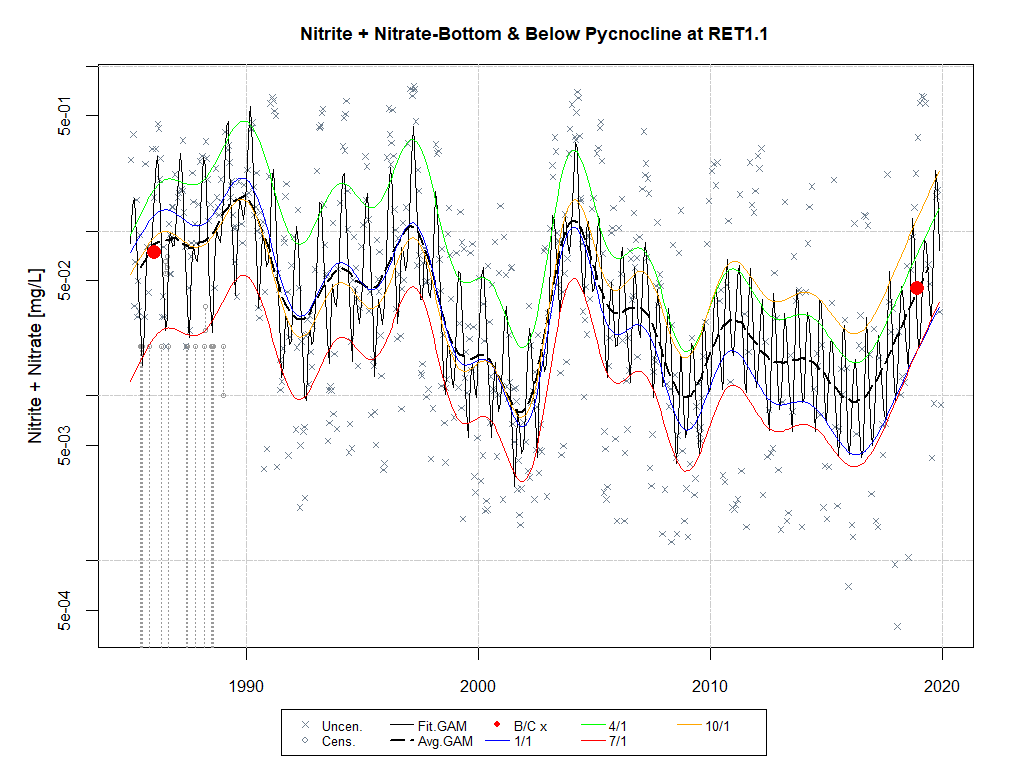 Nitrite + Nitrate-Bottom & Below Pycnocline at RET1.1
Nitrite + Nitrate [mg/L]
5e-01
5e-02
5e-03
5e-04
1990 2000 2010 2020
Uncen. Fit.GAM B/C x 4/1 10/1
Cens. Avg.GAM 1/1 7/1